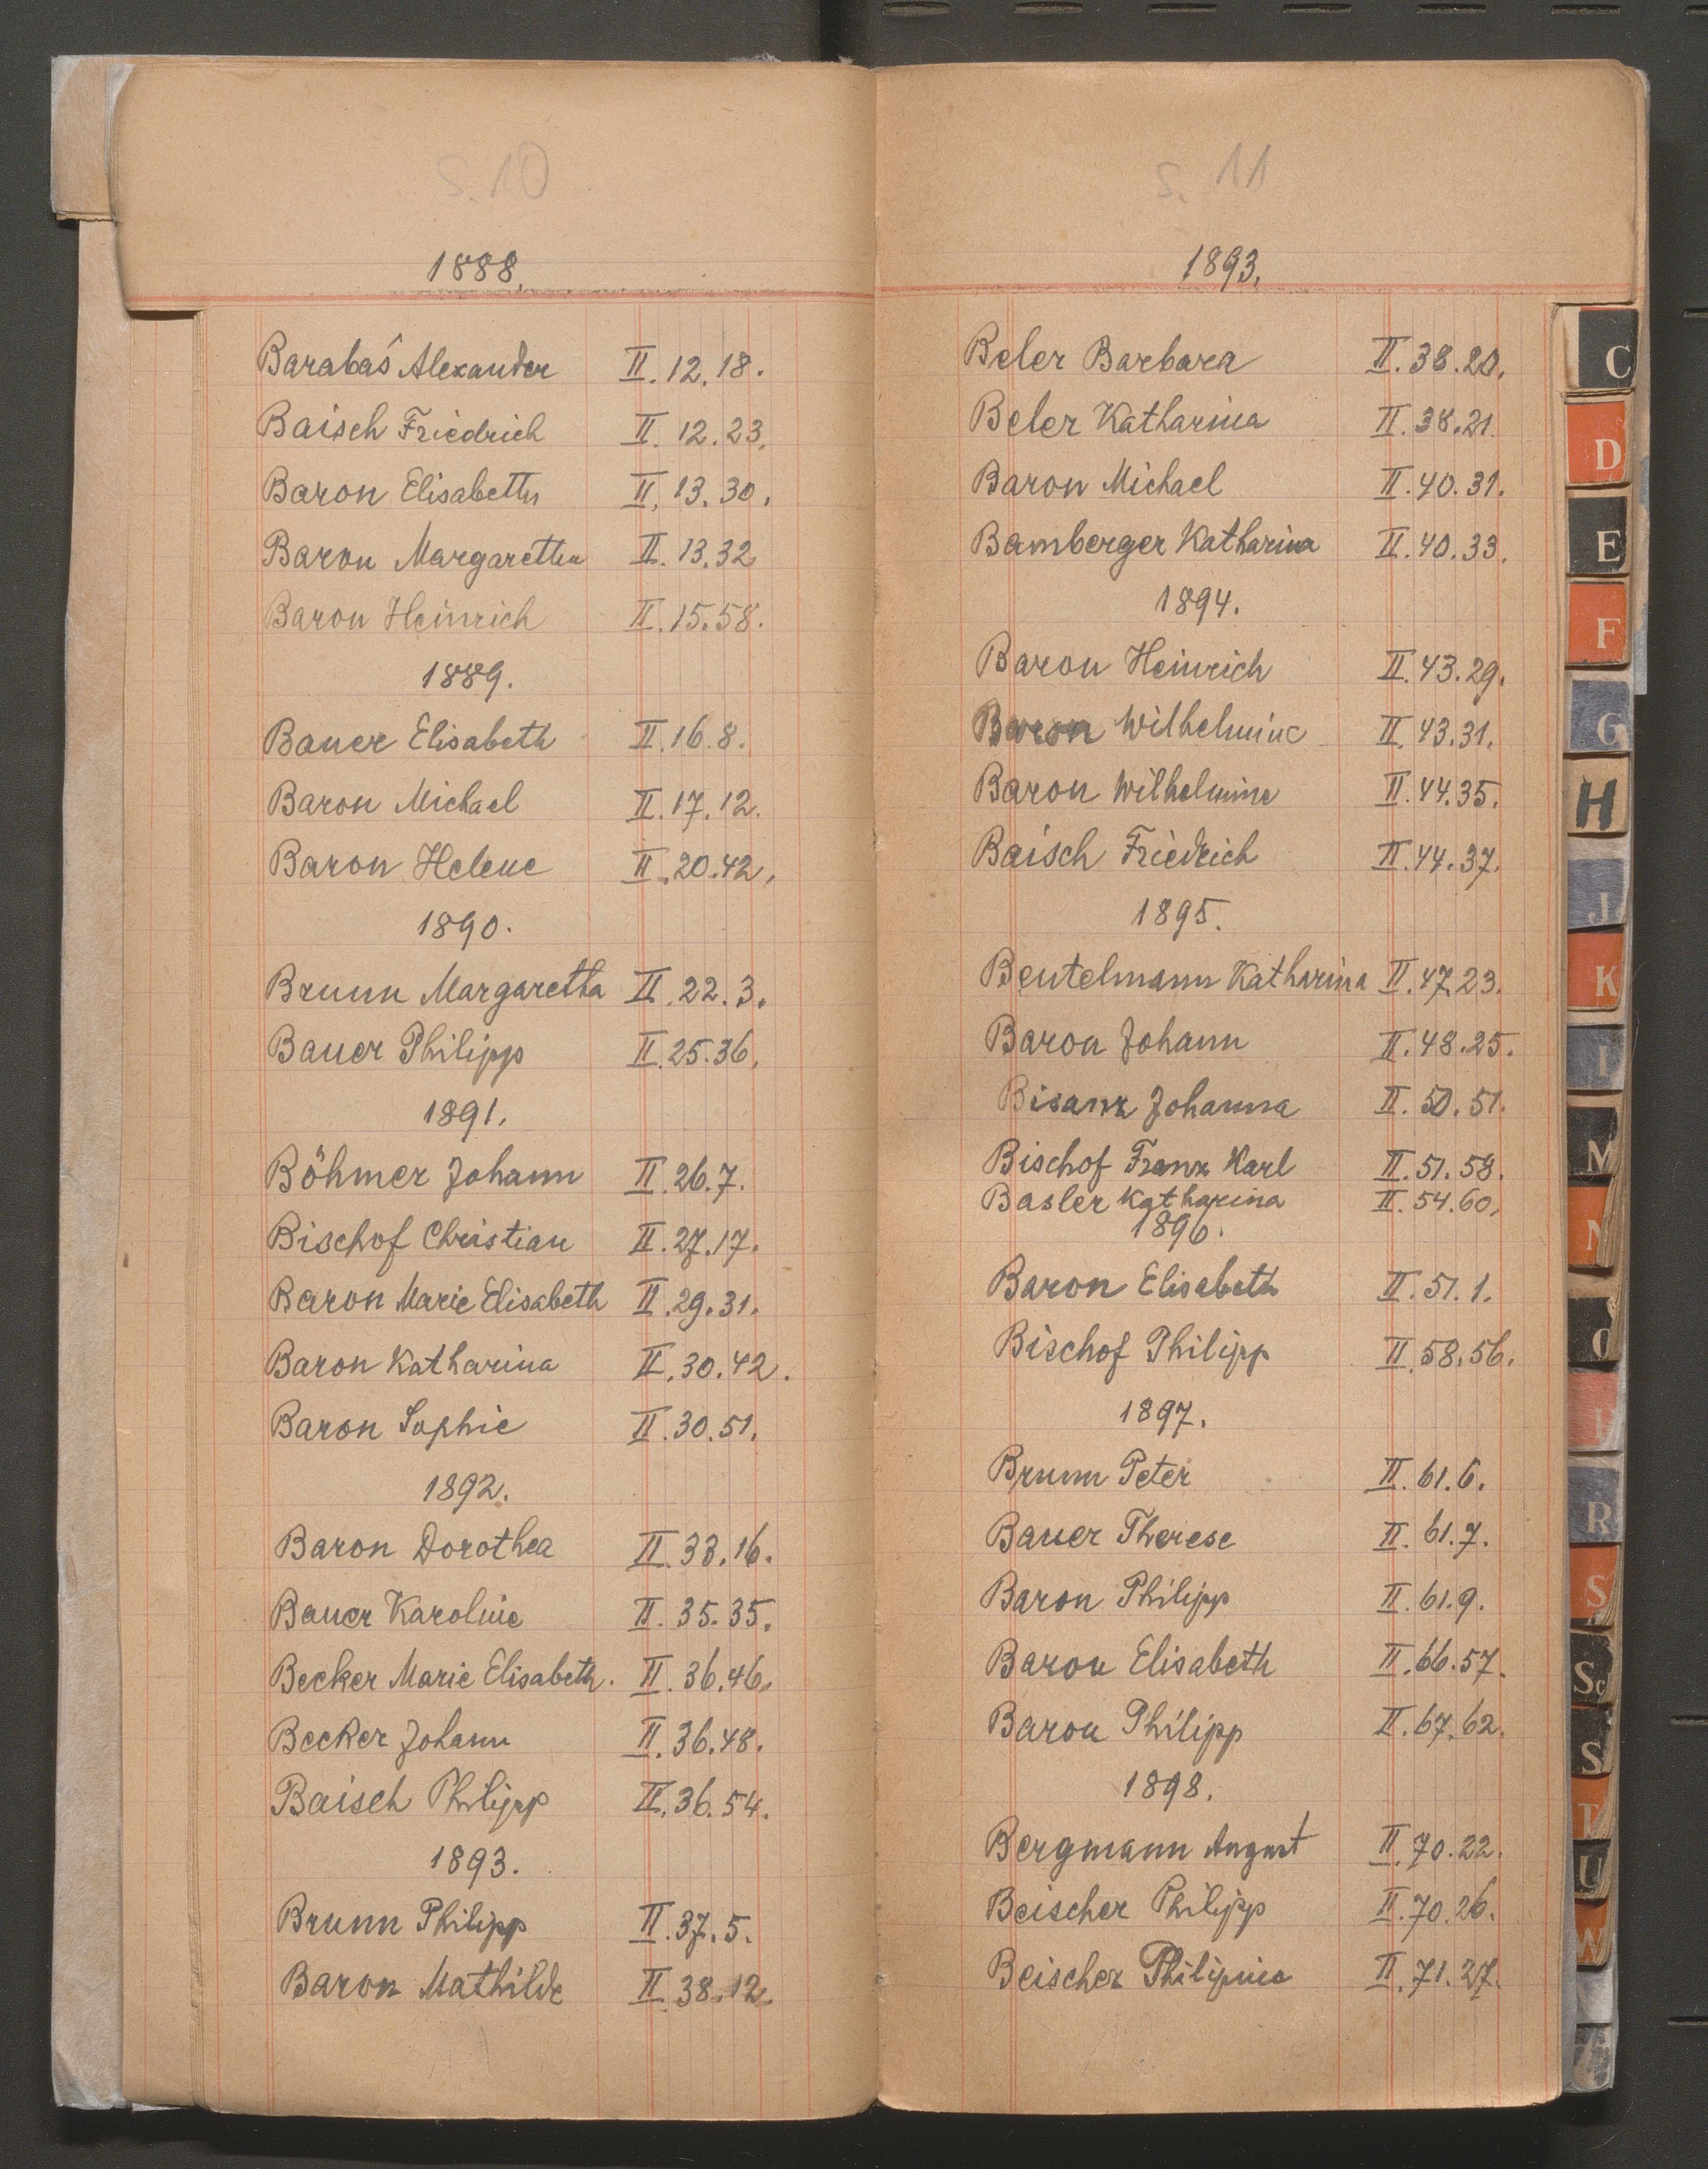 S. 10
1888.
Barabaś Alexander II. 12. 18.
Baisch Friedrich II. 12. 23.
Baron Elisabeth II. 13. 30.
Baron Margaretha II. 13. 32
Baron Heinrich II. 15. 58.
1889.
Bauer Elisabeth II. 16. 8.
Baron Michael II. 17. 12.
Baron Helene II. 20. 42.
1890.
Brunn Margaretha II. 22. 3.
Bauer Philipp II. 25. 36.
1891.
Böhmer Johann II. 26. 7.
Bischof Christian II. 27. 17.
Baron Marie Elisabeth II. 29. 31.
Baron Katharina II. 30. 42.
Baron Sophie II. 30. 51.
1892.
Baron Dorothea II. 33. 16.
Bauer Karoline II. 35. 35.
Becker Marie Elisabeth. II. 36. 46.
Becker Johann II. 36. 48.
Baisch Philipp II. 36. 54.
1893.
Brunn Philipp II. 37. 5.
Baron Mathilde II. 38. 12.
S. 11
1893.
Beler Barbara II. 38. 20.
Beler Katharina II. 38. 21.
Baron Michael II. 40. 31.
Bamberger Katharina II. 40. 33.
1894.
Baron Heinrich II. 43. 29.
Baron Wilhelmine II. 43. 31.
Baron Wilhelmine II. 44. 35.
Baisch Friedrich II. 44. 37.
1895.
Beutelmann Katharina II. 47. 23.
Baron Johann II. 48. 25.
Bisanz Johanna II. 50. 51.
Bischof Franz Karl II. 51. 58.
Basler Katharina II. 54. 60.
1896.
Baron Elisabeth II. 51. 1.
Bischof Philipp II. 58. 56.
1897.
Brunn Peter II. 61. 6.
Bauer Therese II. 61. 7.
Baron Philipp II. 61. 9.
Baron Elisabeth II. 66. 57.
Baron Philipp II. 67. 62.
1898.
Bergmann August II. 70. 22.
Beischer Philipp II. 70. 26.
Beischer Philipine II. 71. 27.
C
D
E
F
G
H
J
K
M
N
O
R
S
Sc
S
T
U
W